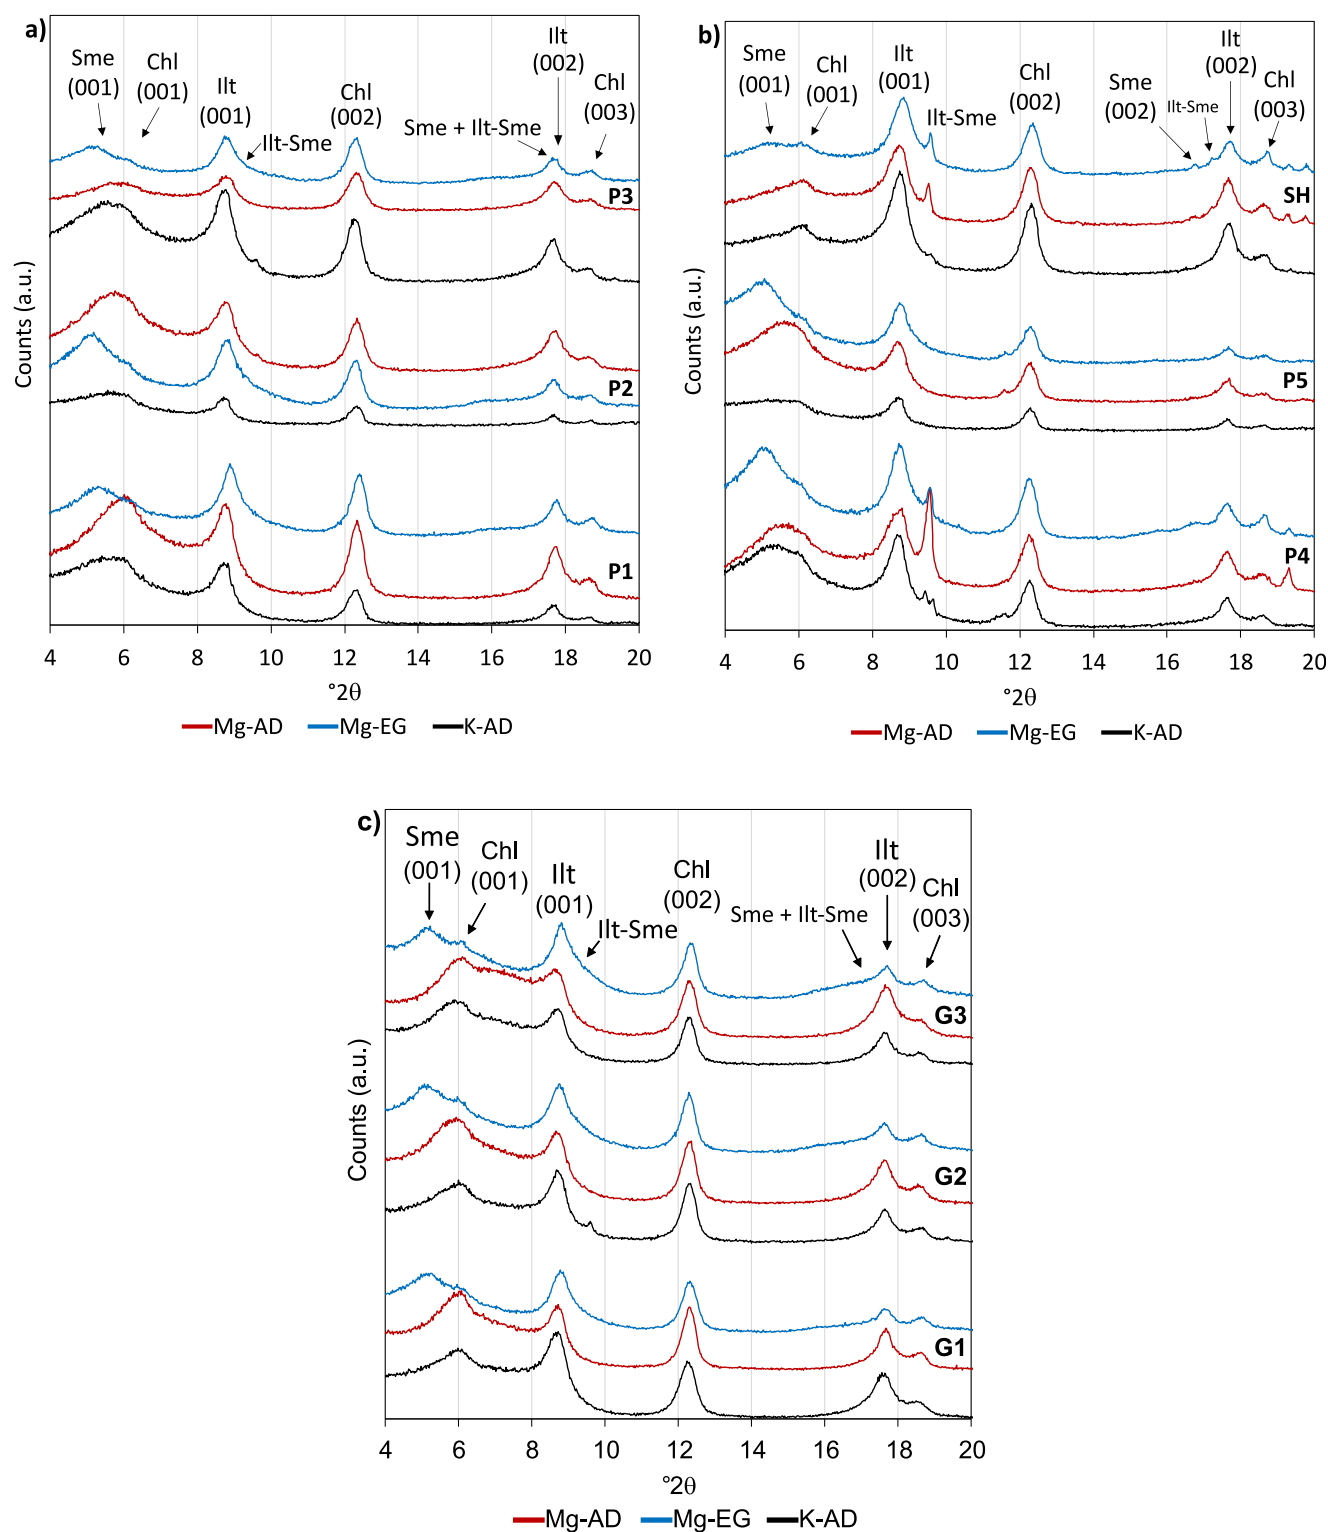 a)
Sme
(001)
Chl
(001)
Ilt
(001)
Ilt-Sme
Chl
(002)
Sme + Ilt-Sme
Ilt
(002)
Chl
(003)
P3
P2
P1
Counts (a.u.)
4 6 8 10 12 14 16 18 20
°2θ
Mg-AD Mg-EG K-AD
b)
Sme
(001)
Chl
(001)
Ilt
(001)
Ilt-Sme
Chl
(002)
Sme
(002)
Ilt-Sme
Ilt
(002)
Chl
(003)
SH
P5
P4
Counts (a.u.)
4 6 8 10 12 14 16 18 20
°2θ
Mg-AD Mg-EG K-AD
c)
Sme
(001)
Chl
(001)
Ilt
(001)
Ilt-Sme
Chl
(002)
Sme + Ilt-Sme
Ilt
(002)
Chl
(003)
G3
G2
G1
Counts (a.u.)
4 6 8 10 12 14 16 18 20
°2θ
Mg-AD Mg-EG K-AD